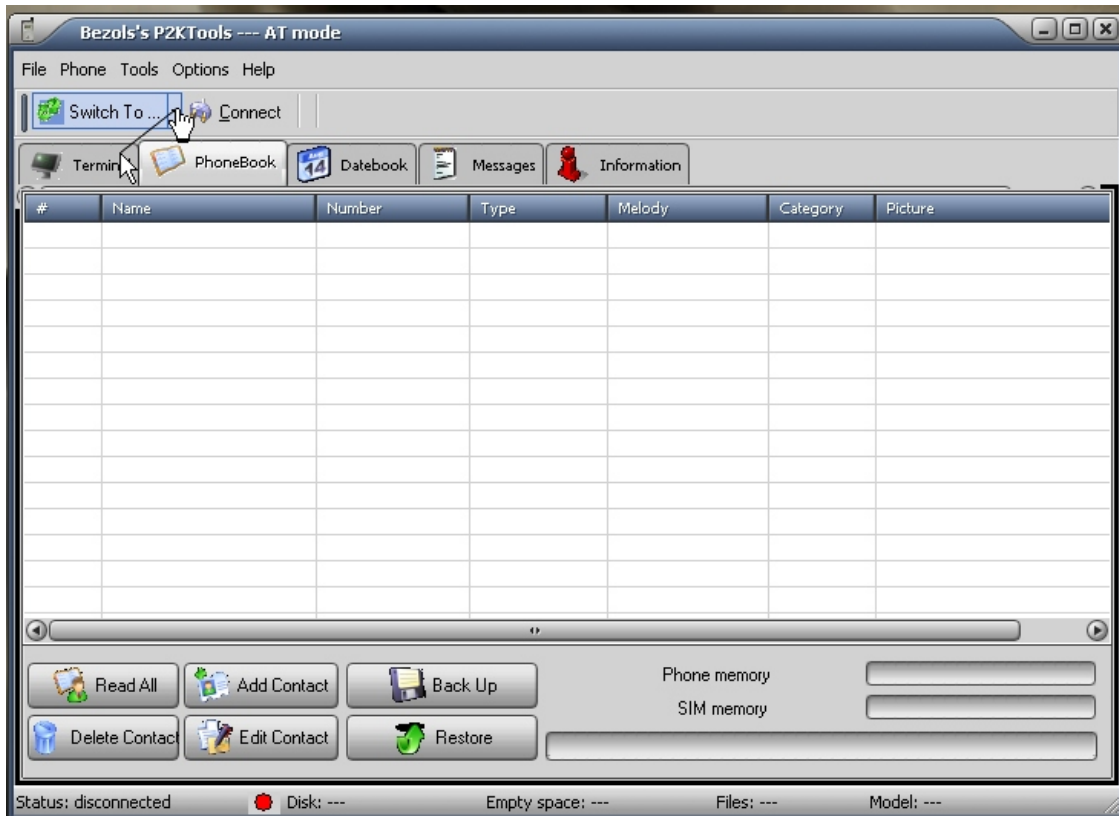 Bezols's P2KTools --- AT mode
File Phone Tools Options Help
Switch To ... Connect
PhoneBook Datebook Messages Information
# Name Number Type Melody Category Picture
Read All Add Contact Back Up Phone memory
SIM memory
Delete Contact Edit Contact Restore
Status: disconnected Disk: --- Empty space: --- Files: --- Model: ---